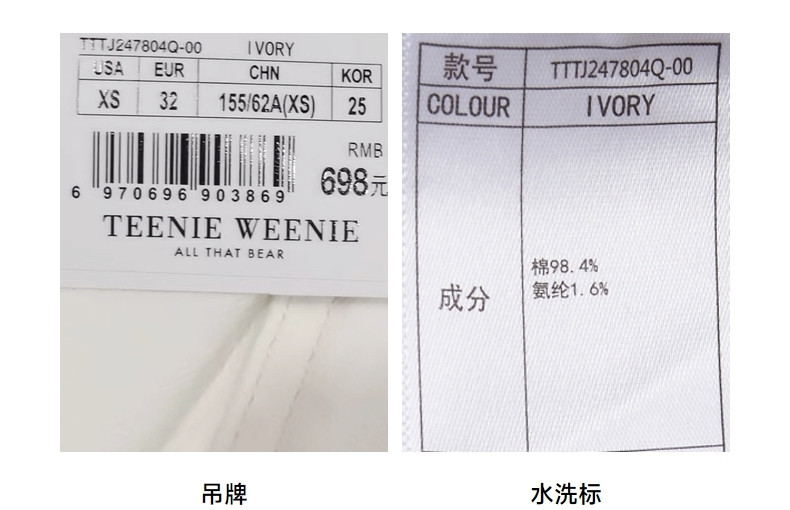 TTTJ247804Q-00 IVORY
USA EUR CHN KOR
XS 32 155/62A(XS) 25
RMB
698元
6 970696 903869
TEENIE WEENIE
ALL THAT BEAR
款号 TTTJ247804Q-00
COLOUR IVORY
成分
棉98.4%
氨纶1.6%
吊牌
水洗标